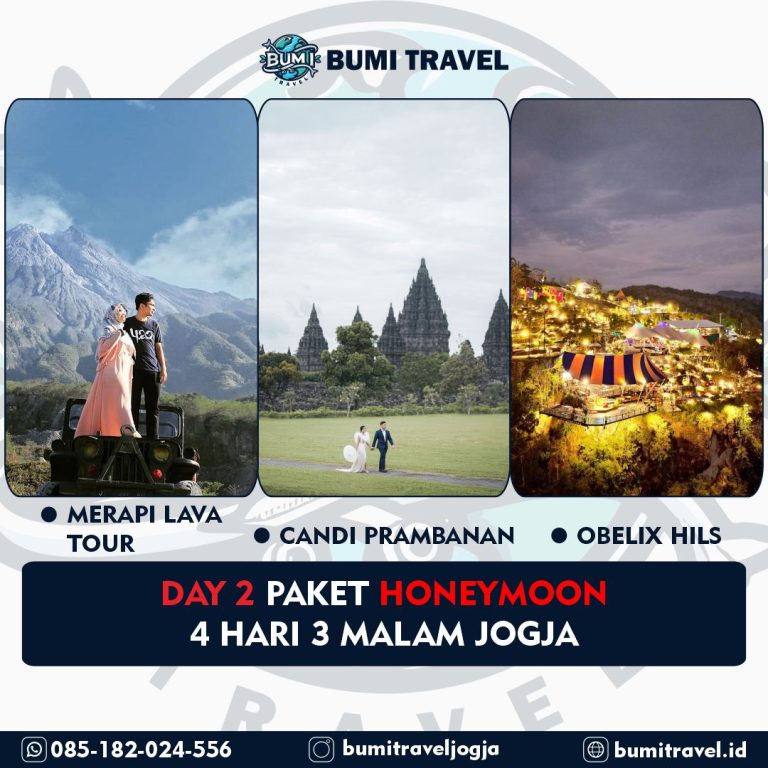 BUMI
TRAVEL
BUMI TRAVEL
420
● MERAPI LAVA
TOUR
● CANDI PRAMBANAN
● OBELIX HILS
DAY 2 PAKET HONEYMOON
4 HARI 3 MALAM JOGJA
TRAVEL
085-182-024-556
bumitraveljogja
bumitravel.id